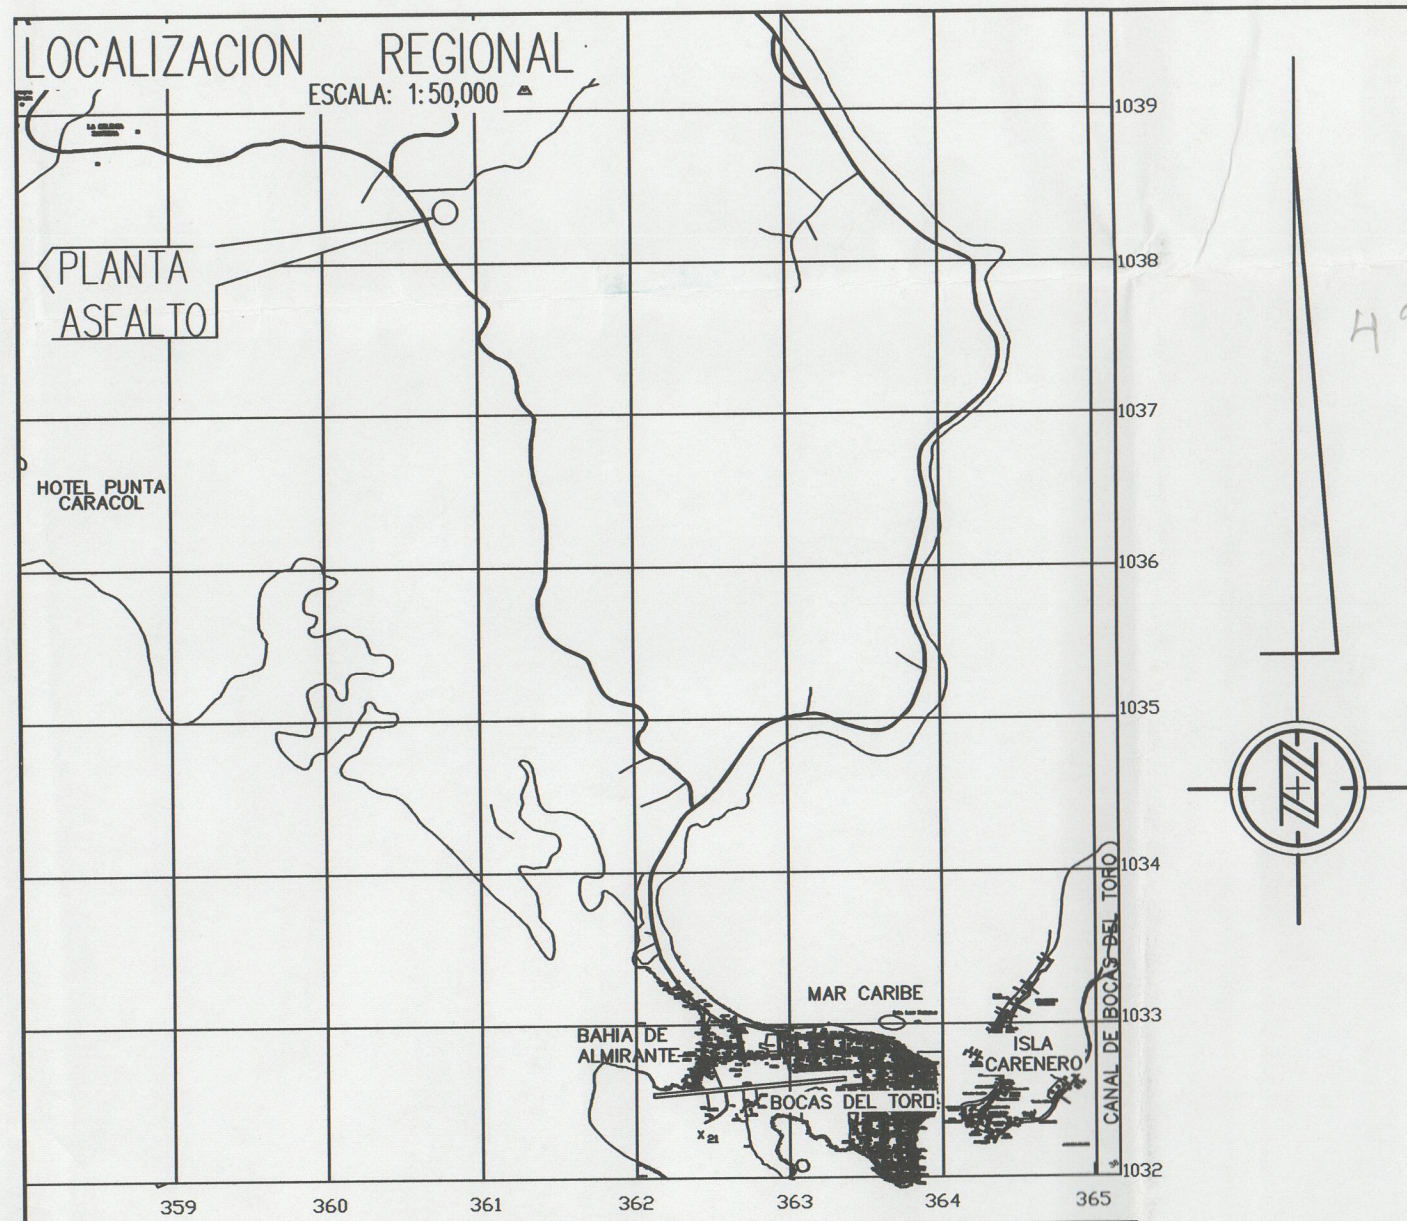 LOCALIZACION REGIONAL
ESCALA: 1:50,000
1039
PLANTA
ASFALTO
1038
4
1037
HOTEL PUNTA
CARACOL
1036
1035
1034
CANAL DE BOCAS DEL TORO
MAR CARIBE
1033
BAHIA DE
ALMIRANTE
ISLA
CARENERO
BOCAS DEL TORO
x 21
1032
359
360
361
362
363
364
365